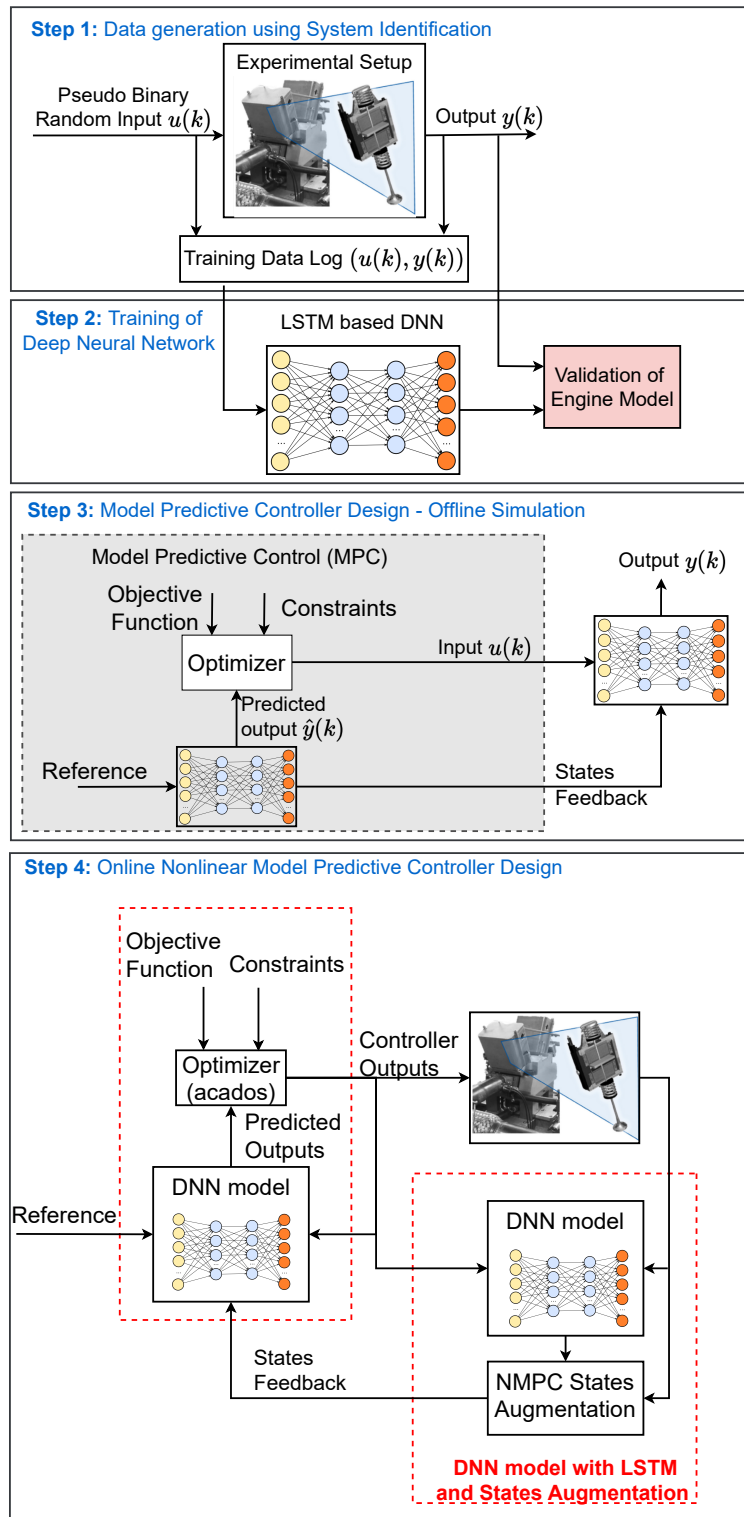 Step 1: Data generation using System Identification
Experimental Setup
Pseudo Binary
Random Input u(k)
Output y(k)
Training Data Log (u(k), y(k))
Step 2: Training of
Deep Neural Network
LSTM based DNN
...
...
...
...
Validation of
Engine Model
Step 3: Model Predictive Controller Design - Offline Simulation
Model Predictive Control (MPC)
Objective
Function
Constraints
Optimizer
Input u(k)
Output y(k)
Predicted
output ŷ(k)
Reference
States
Feedback
Step 4: Online Nonlinear Model Predictive Controller Design
Objective
Function
Constraints
Optimizer
(acados)
Controller
Outputs
Predicted
Outputs
DNN model
Reference
DNN model
States
Feedback
NMPC States
Augmentation
DNN model with LSTM
and States Augmentation